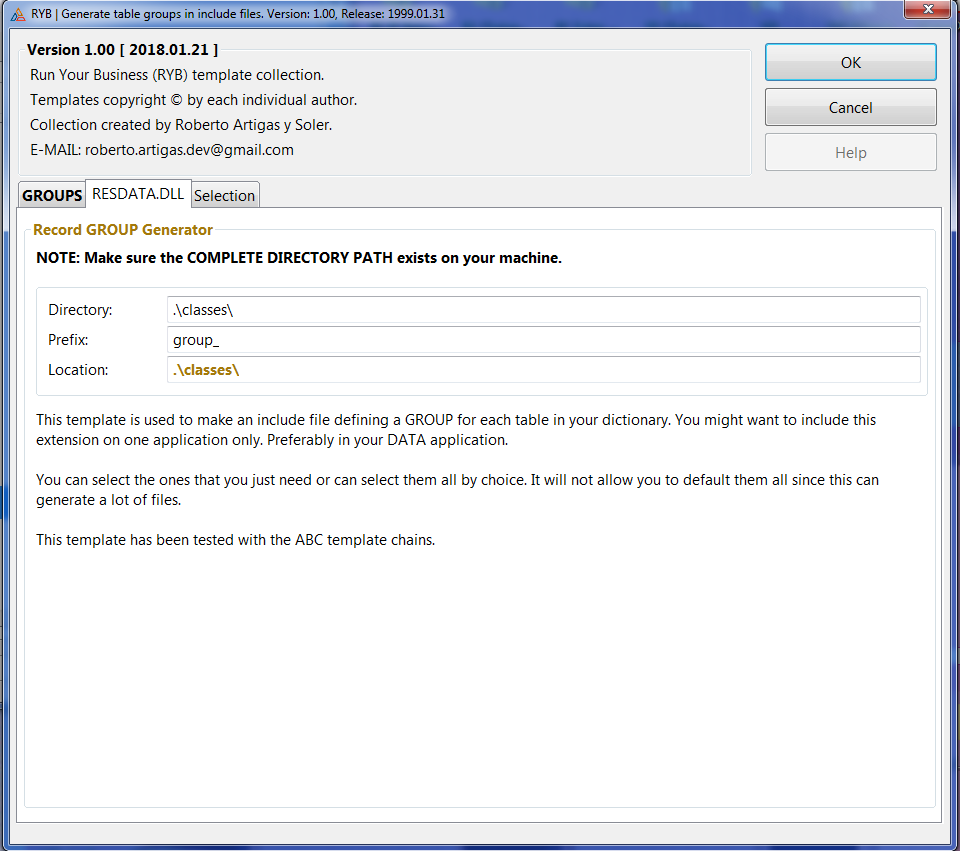 RYB | Generate table groups in include files. Version: 1.00, Release: 1999.01.31
Version 1.00 [ 2018.01.21 ]
Run Your Business (RYB) template collection.
Templates copyright © by each individual author.
Collection created by Roberto Artigas y Soler.
E-MAIL: roberto.artigas.dev@gmail.com
OK
Cancel
Help
GROUPS
RESDATA.DLL
Selection
Record GROUP Generator
NOTE: Make sure the COMPLETE DIRECTORY PATH exists on your machine.
Directory: .\classes\
Prefix: group_
Location: .\classes\
This template is used to make an include file defining a GROUP for each table in your dictionary. You might want to include this
extension on one application only. Preferably in your DATA application.
You can select the ones that you just need or can select them all by choice. It will not allow you to default them all since this can
generate a lot of files.
This template has been tested with the ABC template chains.